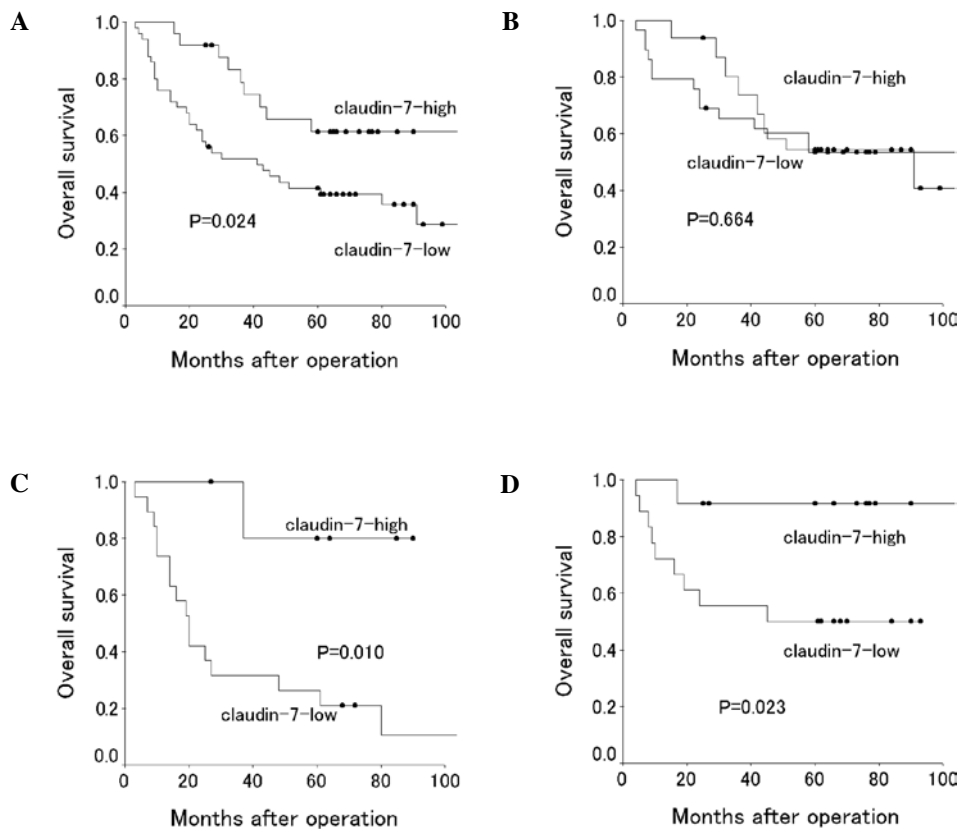 A
Overall survival
1.0
0.8
0.6
0.4
0.2
0.0
claudin-7-high
P=0.024
claudin-7-low
0 20 40 60 80 100
Months after operation
B
Overall survival
1.0
0.8
0.6
0.4
0.2
0.0
claudin-7-high
claudin-7-low
P=0.664
0 20 40 60 80 100
Months after operation
C
Overall survival
1.0
0.8
0.6
0.4
0.2
0.0
claudin-7-high
P=0.010
claudin-7-low
0 20 40 60 80 100
Months after operation
D
Overall survival
1.0
0.8
0.6
0.4
0.2
0.0
claudin-7-high
claudin-7-low
P=0.023
0 20 40 60 80 100
Months after operation